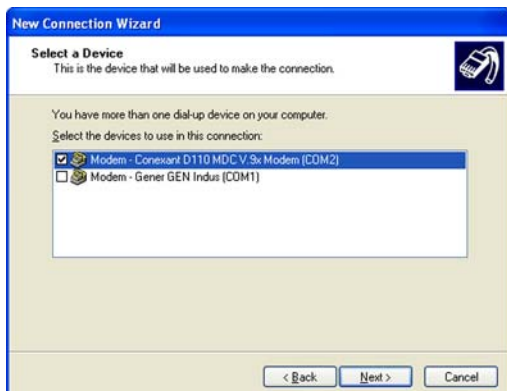 New Connection Wizard
Select a Device
This is the device that will be used to make the connection.
You have more than one dial-up device on your computer.
Select the devices to use in this connection:
Modem - Conexant D110 MDC V.9x Modem (COM2)
Modem - Gener GEN Indus (COM1)
< Back Next > Cancel